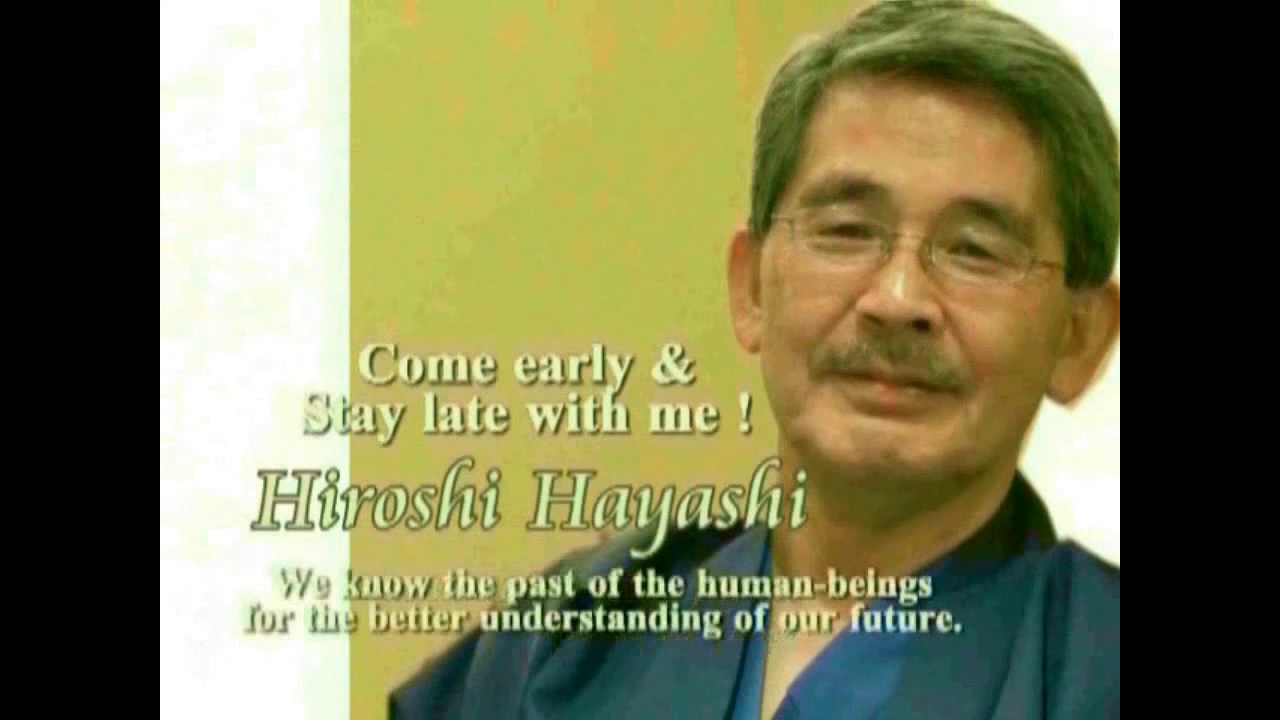 Come early &
Stay late with me !
Hiroshi Hayashi
We know the past of the human-beings
for the better understanding of our future.